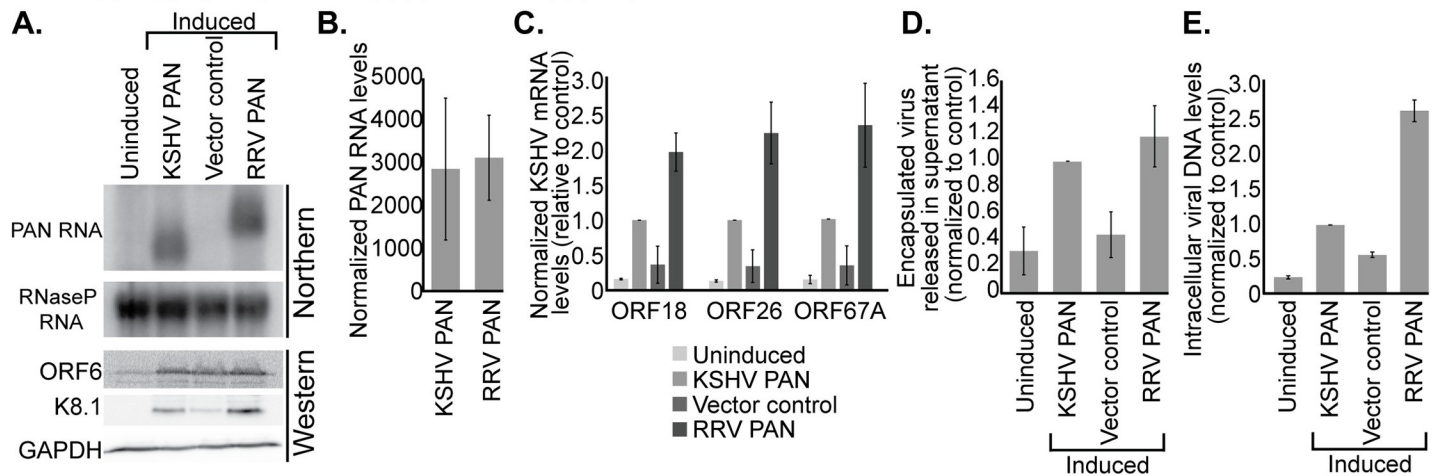 A.
Induced
Uninduced
KSHV PAN
Vector control
RRV PAN
PAN RNA
RNaseP
RNA
Northern
ORF6
K8.1
GAPDH
Western
B.
Normalized PAN RNA levels
5000
4000
3000
2000
1000
0
KSHV PAN
RRV PAN
C.
Normalized KSHV mRNA
levels (relative to control)
3.0
2.5
2.0
1.5
1.0
0.5
0
ORF18 ORF26 ORF67A
Uninduced
KSHV PAN
Vector control
RRV PAN
D.
Encapsulated virus
released in supernatant
(normalized to control)
1.6
1.4
1.2
1.0
0.8
0.6
0.4
0.2
0
Uninduced
KSHV PAN
Vector control
RRV PAN
Induced
E.
Intracellular viral DNA levels
(normalized to control)
3.0
2.5
2.0
1.5
1.0
0.5
0
Uninduced
KSHV PAN
Vector control
RRV PAN
Induced